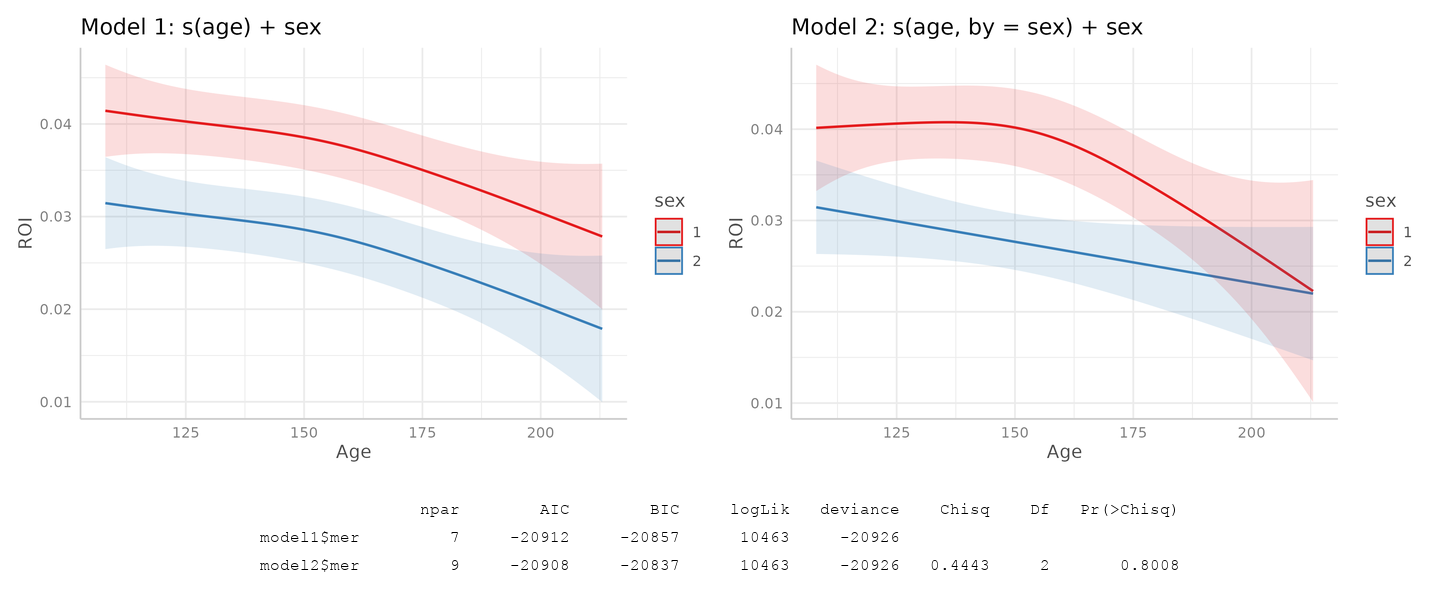 Model 1: s(age) + sex
0.04
0.03
0.02
0.01
ROI
125 150 175 200
Age
sex
1
2
Model 2: s(age, by = sex) + sex
0.04
0.03
0.02
0.01
ROI
125 150 175 200
Age
sex
1
2
npar AIC BIC logLik deviance Chisq Df Pr(>Chisq)
model1$mer 7 -20912 -20857 10463 -20926
model2$mer 9 -20908 -20837 10463 -20926 0.4443 2 0.8008